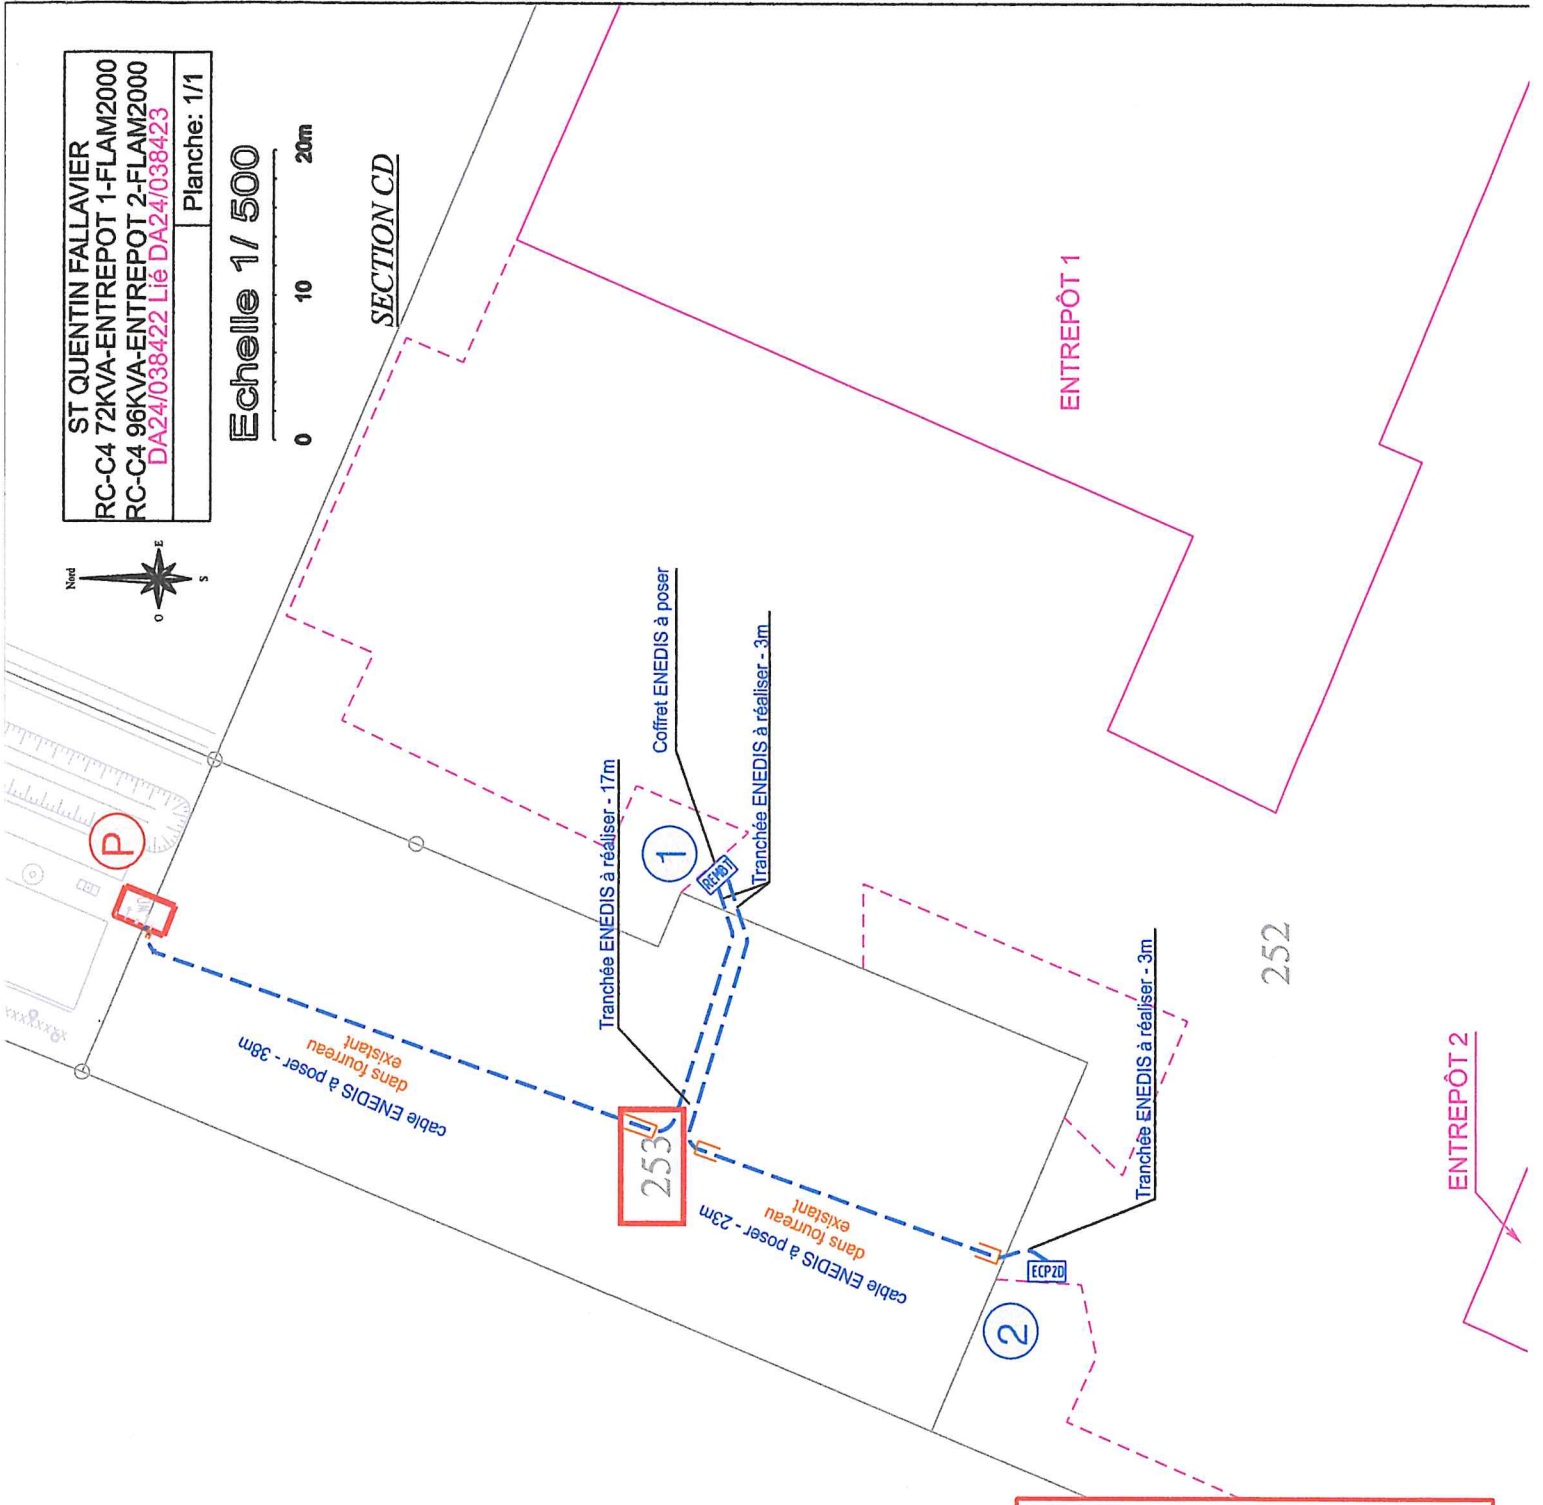 ST QUENTIN FALLAVIER
RC-C4 72KVA-ENTREPOT 1-FLAM2000
RC-C4 96KVA-ENTREPOT 2-FLAM2000
DA24/038422 Lié DA24/038423
Planche: 1/1
Nord
O
E
S
Echelle 1/ 500
0
10
20m
SECTION CD
P
cable ENEDIS à poser - 38m
dans fourreau
existant
Tranchée ENEDIS à réaliser - 17m
Coffret ENEDIS à poser
1
REMBT
Tranchée ENEDIS à réaliser - 3m
ENTREPÔT 1
253
cable ENEDIS à poser - 23m
dans fourreau
existant
Tranchée ENEDIS à réaliser - 3m
252
ECP2D
2
ENTREPÔT 2